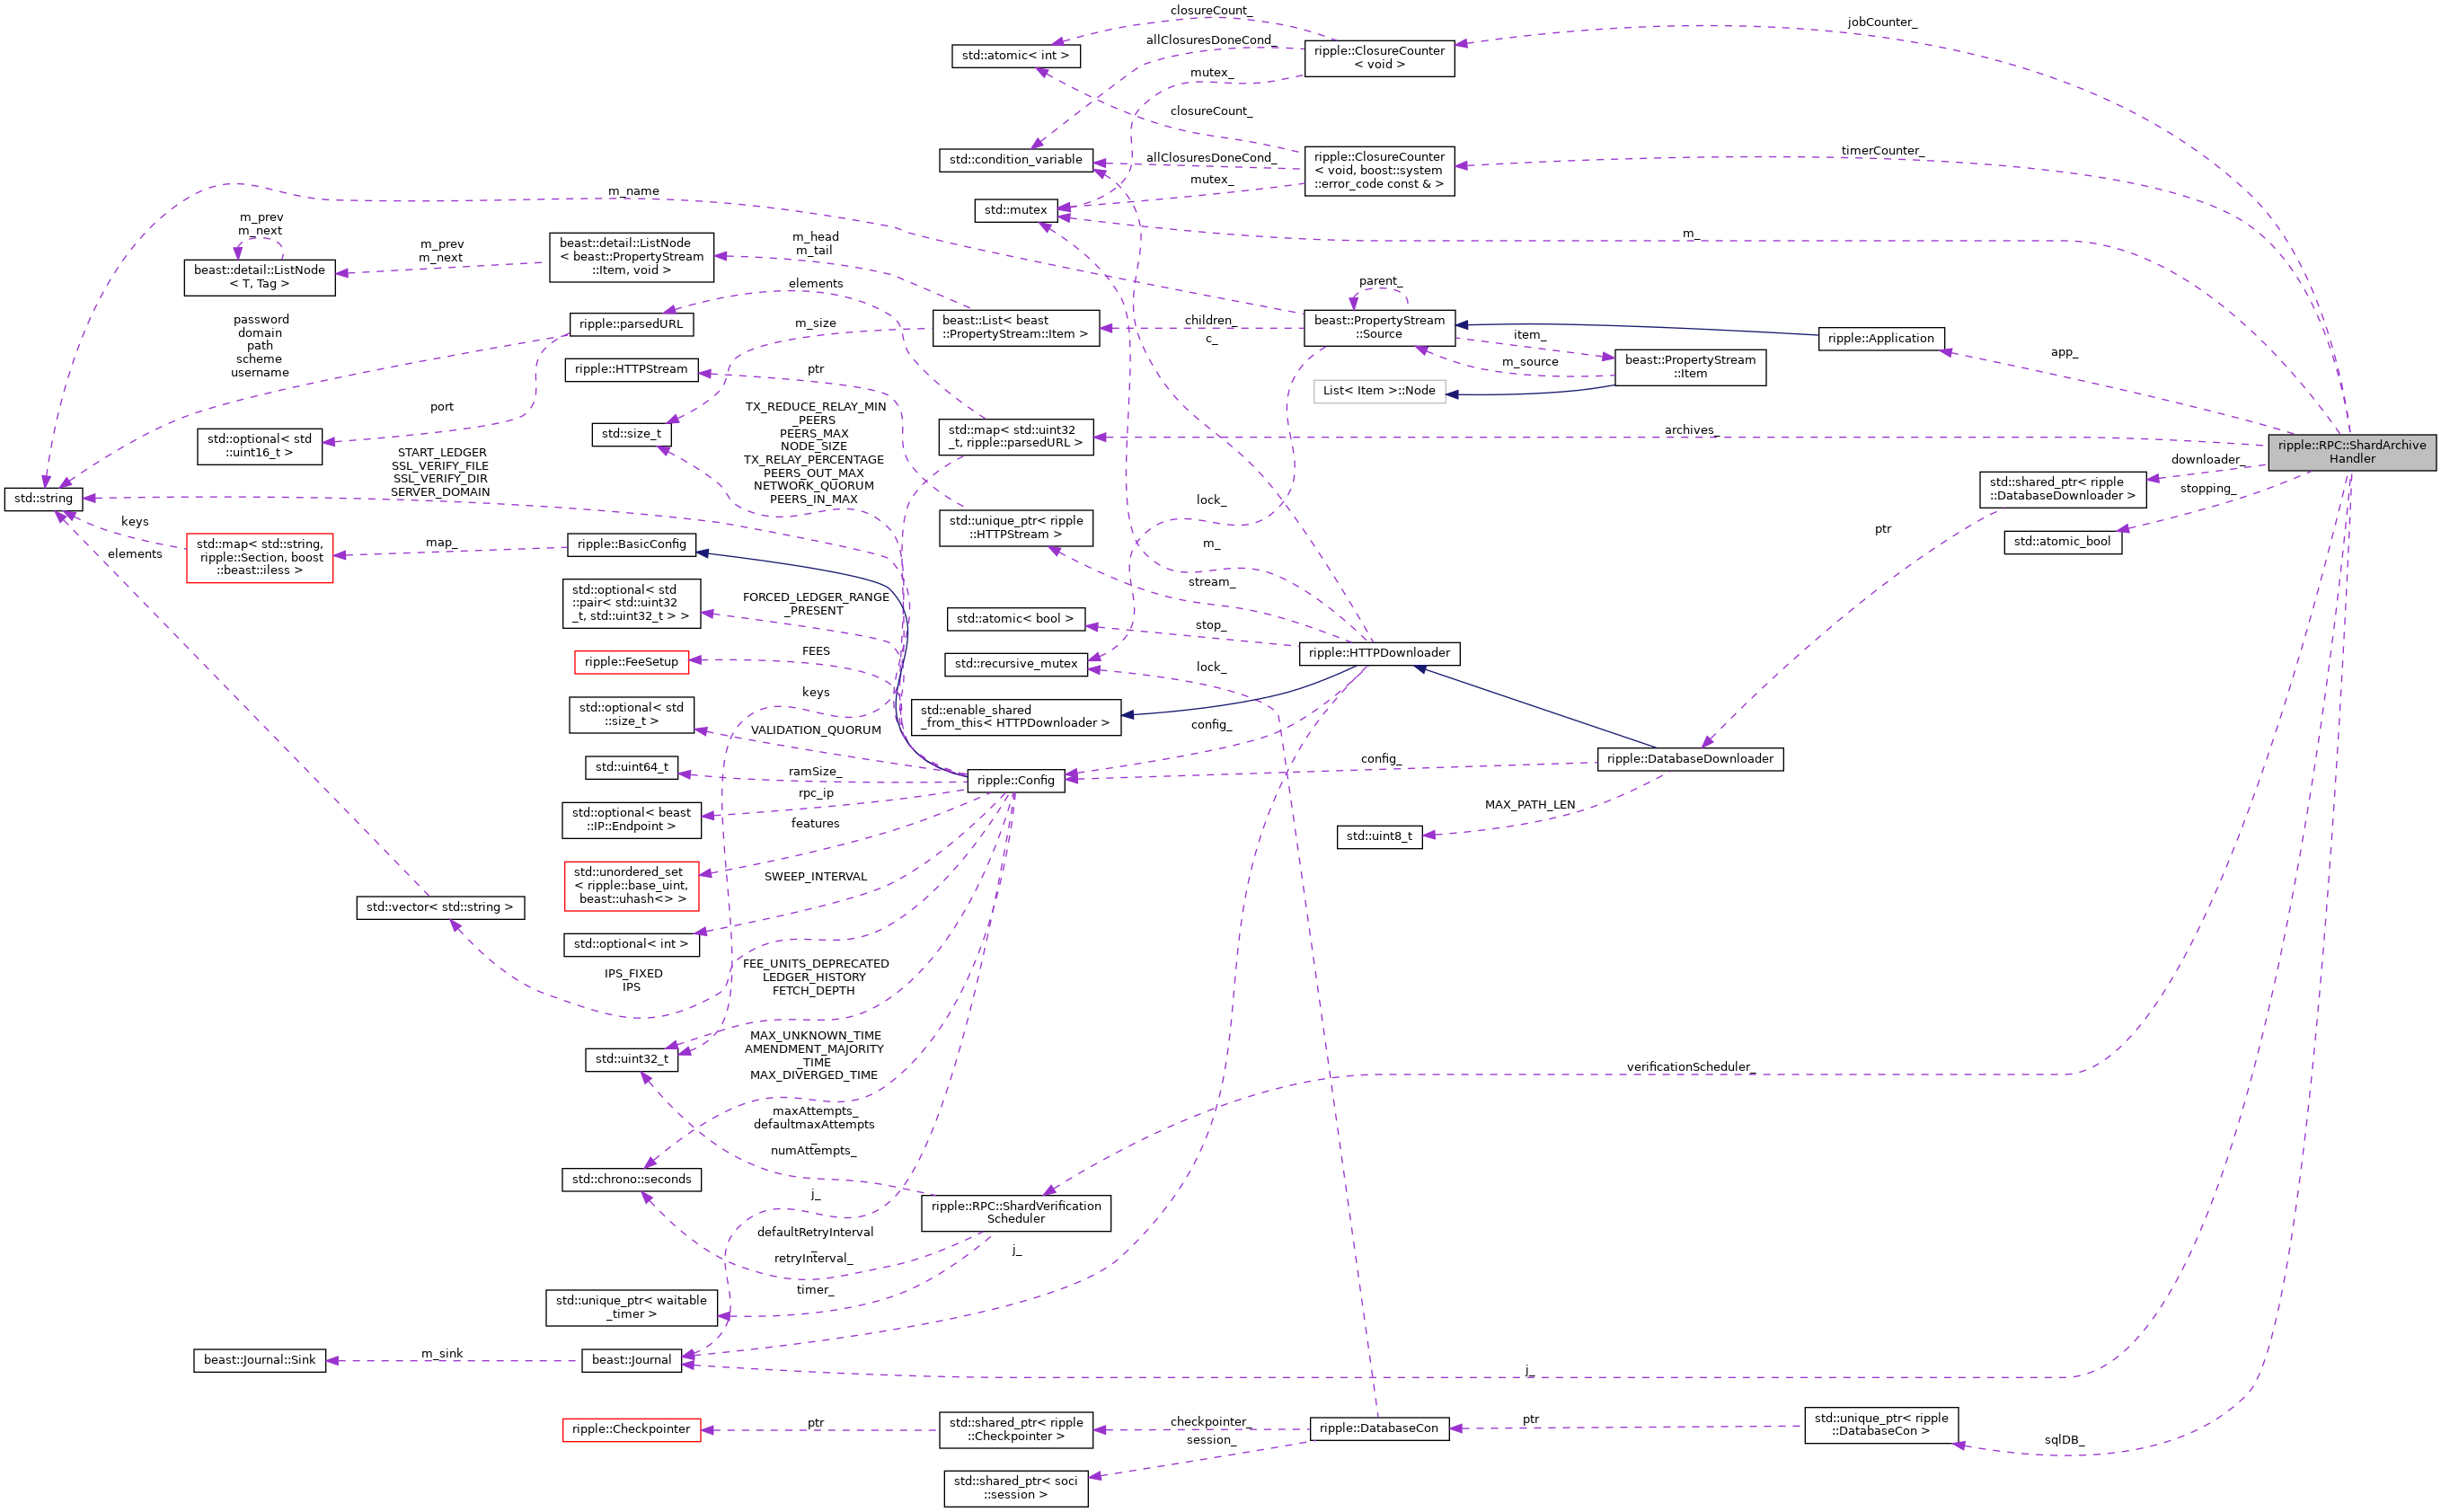 closureCount_
jobCounter_
std::atomic< int >
ripple::ClosureCounter
< void >
allClosuresDoneCond_
mutex_
closureCount_
std::condition_variable
allClosuresDoneCond_
ripple::ClosureCounter
< void, boost::system
::error_code const & >
timerCounter_
mutex_
std::mutex
m_name
m_
m_prev
m_next
beast::detail::ListNode
< T, Tag >
m_prev
m_next
beast::detail::ListNode
< beast::PropertyStream
::Item, void >
m_head
m_tail
elements
parent_
password
domain
path
scheme
username
ripple::parsedURL
m_size
beast::List< beast
::PropertyStream::Item >
children_
c_
beast::PropertyStream
::Source
item_
m_source
ripple::Application
app_
beast::PropertyStream
::Item
List< Item >::Node
ripple::HTTPStream
ptr
port
std::optional< std
::uint16_t >
std::size_t
TX_REDUCE_RELAY_MIN
_PEERS
PEERS_MAX
NODE_SIZE
TX_RELAY_PERCENTAGE
PEERS_OUT_MAX
NETWORK_QUORUM
PEERS_IN_MAX
std::map< std::uint32
_t, ripple::parsedURL >
archives_
ripple::RPC::ShardArchive
Handler
downloader_
stopping_
std::shared_ptr< ripple
::DatabaseDownloader >
std::atomic_bool
ptr
START_LEDGER
SSL_VERIFY_FILE
SSL_VERIFY_DIR
SERVER_DOMAIN
std::string
keys
elements
std::map< std::string,
ripple::Section, boost
::beast::iless >
map_
ripple::BasicConfig
std::unique_ptr< ripple
::HTTPStream >
lock_
m_
stream_
std::optional< std
::pair< std::uint32
_t, std::uint32_t > >
FORCED_LEDGER_RANGE
_PRESENT
std::atomic< bool >
stop_
ripple::FeeSetup
FEES
std::recursive_mutex
lock_
ripple::HTTPDownloader
keys
std::optional< std
::size_t >
VALIDATION_QUORUM
std::enable_shared
_from_this< HTTPDownloader >
config_
std::uint64_t
ramSize_
ripple::Config
config_
ripple::DatabaseDownloader
rpc_ip
std::optional< beast
::IP::Endpoint >
features
MAX_PATH_LEN
std::uint8_t
std::unordered_set
< ripple::base_uint,
beast::uhash<> >
SWEEP_INTERVAL
std::vector< std::string >
std::optional< int >
IPS_FIXED
IPS
FEE_UNITS_DEPRECATED
LEDGER_HISTORY
FETCH_DEPTH
std::uint32_t
MAX_UNKNOWN_TIME
AMENDMENT_MAJORITY
_TIME
MAX_DIVERGED_TIME
verificationScheduler_
maxAttempts_
defaultmaxAttempts
_
numAttempts_
std::chrono::seconds
j_
ripple::RPC::ShardVerification
Scheduler
defaultRetryInterval
_
retryInterval_
j_
timer_
std::unique_ptr< waitable
_timer >
beast::Journal::Sink
m_sink
beast::Journal
j_
ripple::Checkpointer
ptr
std::shared_ptr< ripple
::Checkpointer >
checkpointer_
session_
ripple::DatabaseCon
ptr
std::unique_ptr< ripple
::DatabaseCon >
sqlDB_
std::shared_ptr< soci
::session >